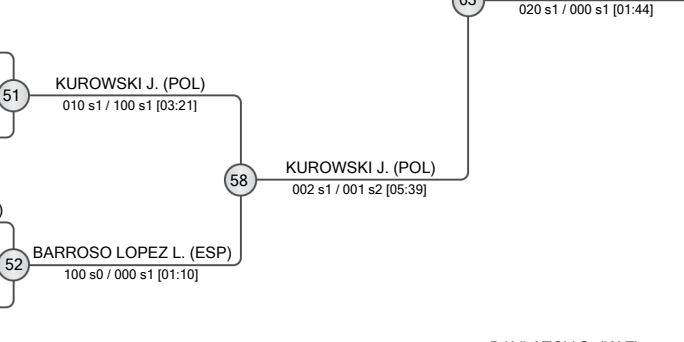 63
020 s1 / 000 s1 [01:44]
KUROWSKI J. (POL)
51
010 s1 / 100 s1 [03:21]
KUROWSKI J. (POL)
58
002 s1 / 001 s2 [05:39]
)
BARROSO LOPEZ L. (ESP)
52
100 s0 / 000 s1 [01:10]